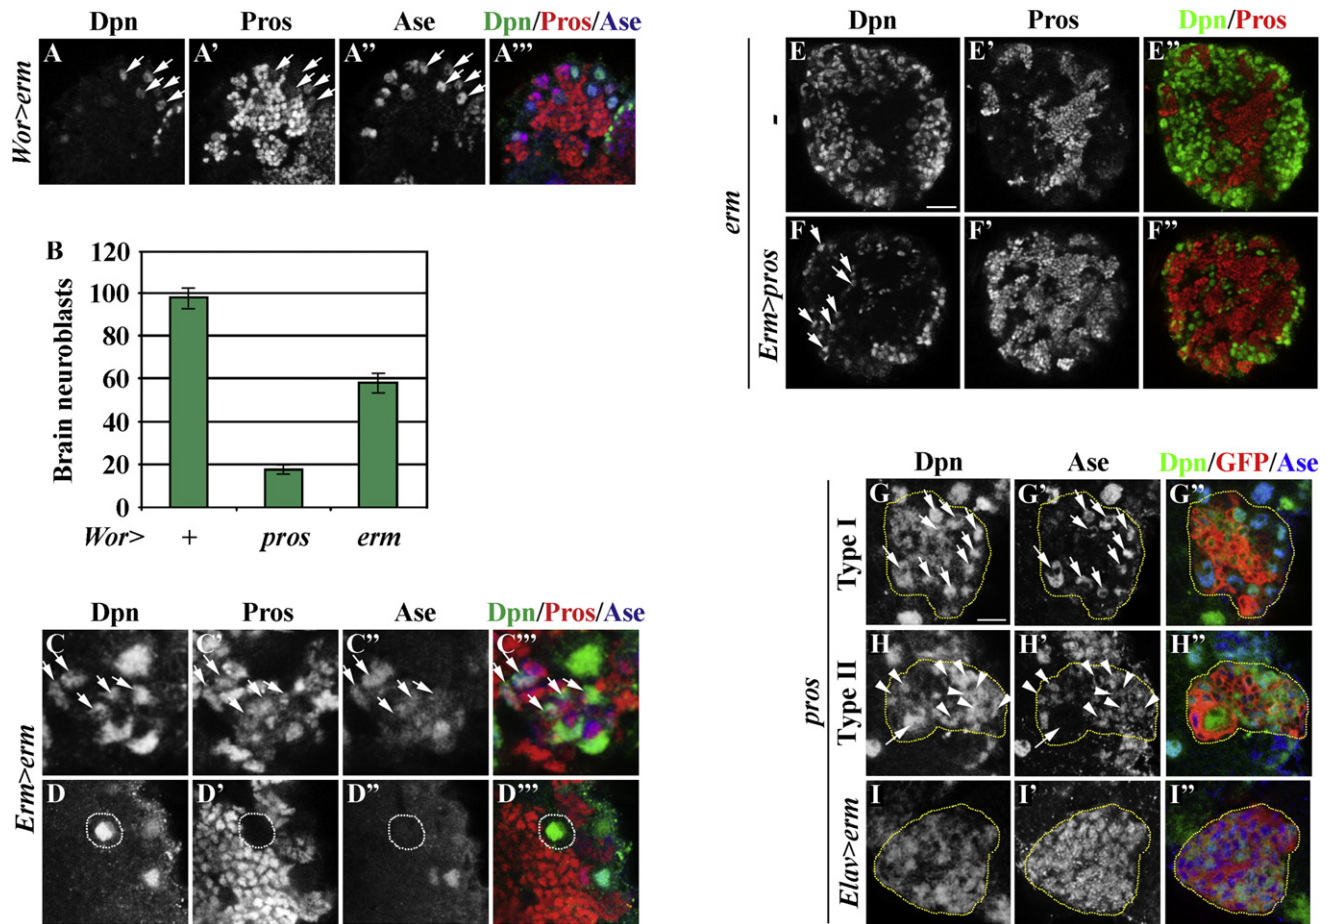 Dpn Pros Ase Dpn/Pros/Ase
Wor>erm
A A' A'' A'''
B
120
100
80
60
40
20
0
Brain neuroblasts
Wor> + pros erm
Dpn Pros Ase Dpn/Pros/Ase
Erm>erm
C C' C'' C'''
D D' D'' D'''
Dpn Pros Dpn/Pros
erm
-
E E' E''
Erm>pros
F F' F''
Dpn Ase Dpn/GFP/Ase
pros
Type I
G G' G''
Type II
H H' H''
Elav>erm
I I' I''